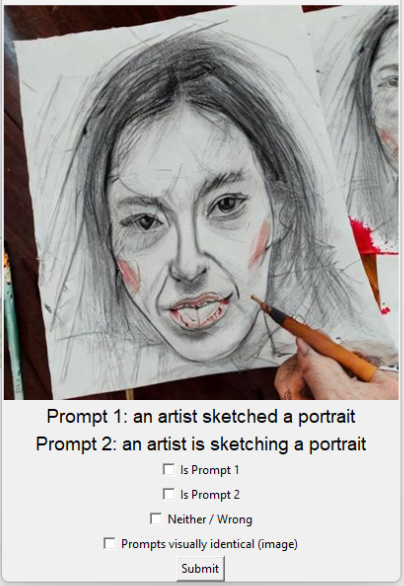 Prompt 1: an artist sketched a portrait
Prompt 2: an artist is sketching a portrait
Is Prompt 1
Is Prompt 2
Neither / Wrong
Prompts visually identical (image)
Submit